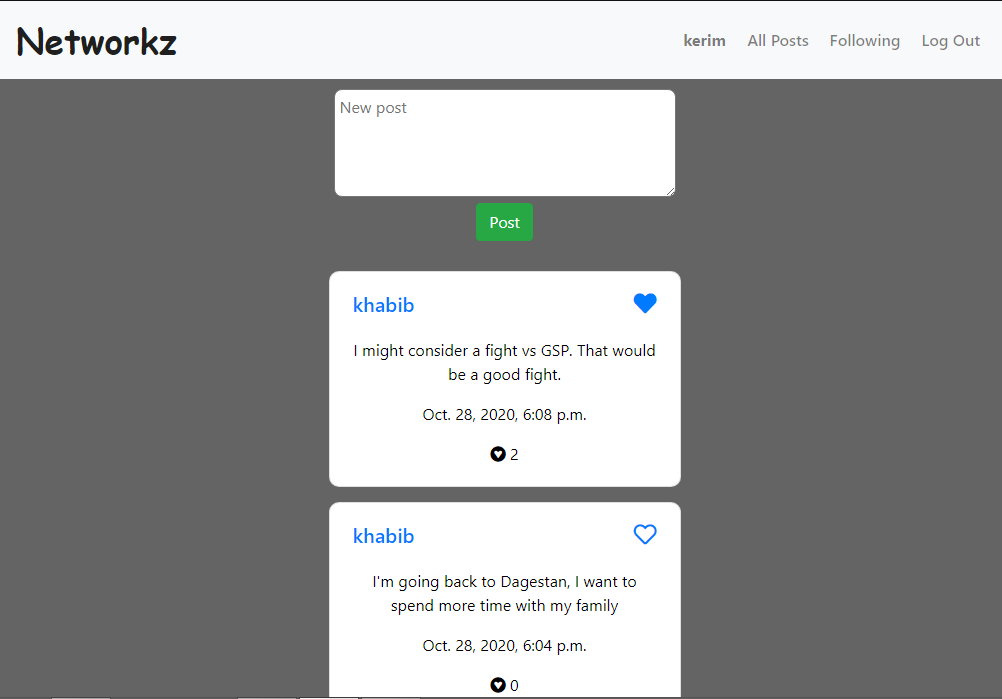 Networkz
kerim All Posts Following Log Out
New post
Post
khabib
I might consider a fight vs GSP. That would
be a good fight.
Oct. 28, 2020, 6:08 p.m.
2
khabib
I'm going back to Dagestan, I want to
spend more time with my family
Oct. 28, 2020, 6:04 p.m.
0